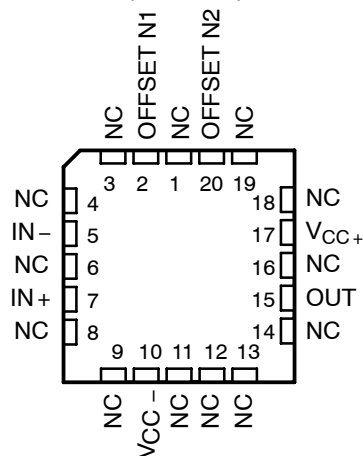 NC
OFFSET N1
NC
OFFSET N2
NC
3 2 1 20 19
NC 4
IN− 5
NC 6
IN+ 7
NC 8
18 NC
17 VCC+
16 NC
15 OUT
14 NC
9 10 11 12 13
NC
VCC−
NC
NC
NC